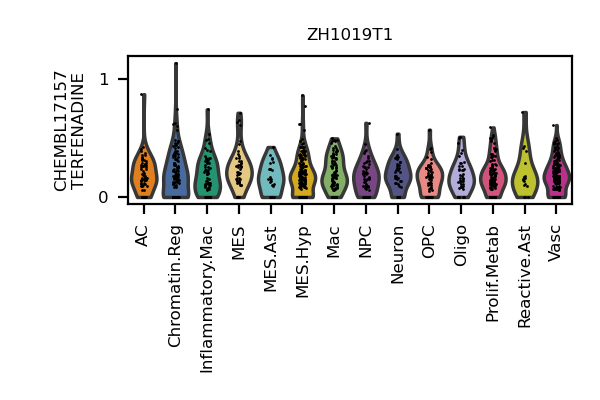 ZH1019T1
CHEMBL17157
TERFENADINE
1
0
AC
Chromatin.Reg
Inflammatory.Mac
MES
MES.Ast
MES.Hyp
Mac
NPC
Neuron
OPC
Oligo
Prolif.Metab
Reactive.Ast
Vasc